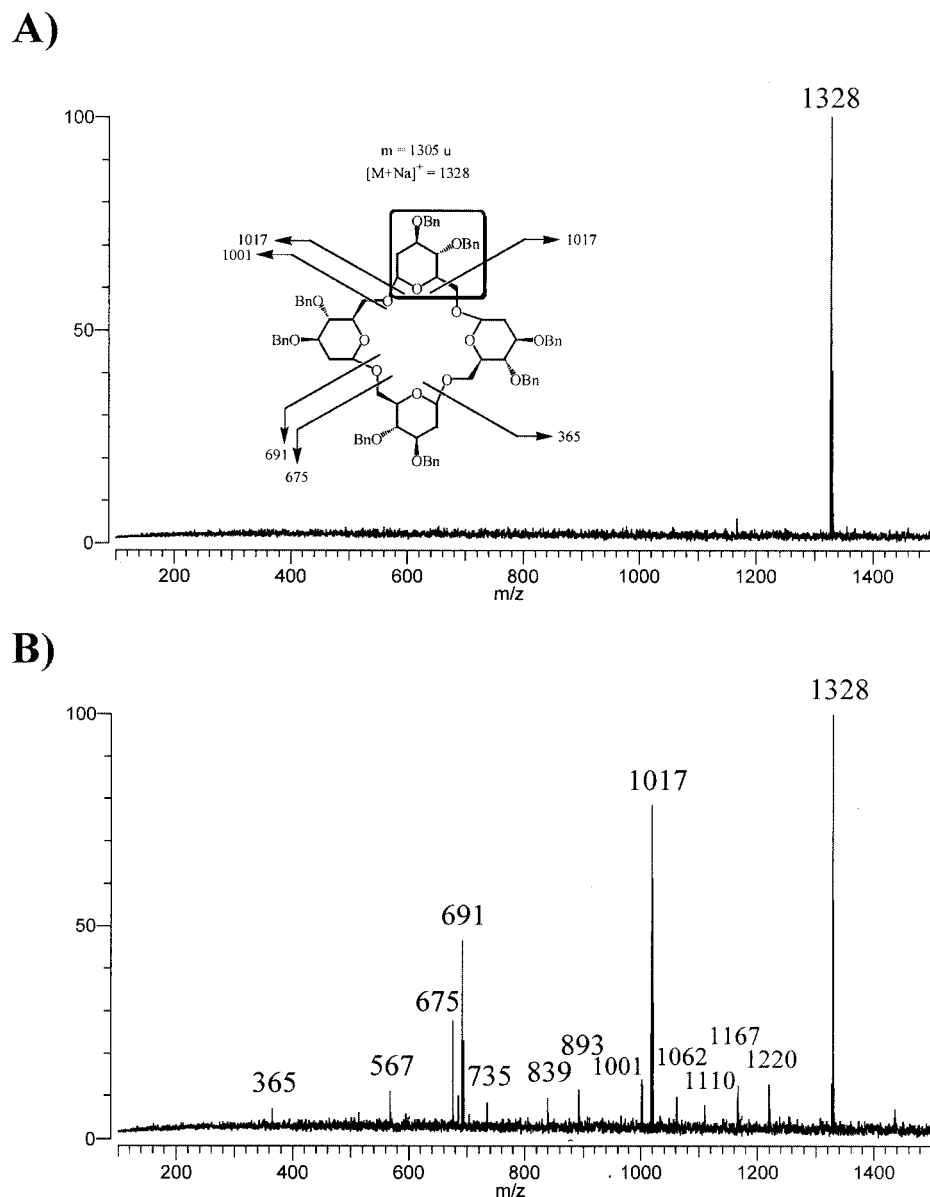 A)
1328
100
m = 1305 u
[M+Na]+ = 1328
OBn
1017
1001
OBn
1017
O
O
O
BnO
BnO
O
O
OBn
OBn
50
O
O
O
BnO
OBn
691
675
365
0
200 400 600 800 1000 1200 1400
m/z
B)
1328
100
1017
50
691
675
365
567
735
839
893
1001
1062
1110
1167
1220
0
200 400 600 800 1000 1200 1400
m/z